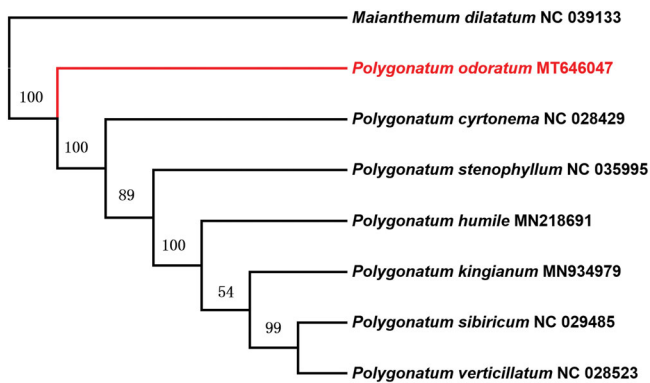 Maianthemum dilatatum NC 039133
Polygonatum odoratum MT646047
100
Polygonatum cyrtonema NC 028429
100
Polygonatum stenophyllum NC 035995
89
Polygonatum humile MN218691
100
Polygonatum kingianum MN934979
54
Polygonatum sibiricum NC 029485
99
Polygonatum verticillatum NC 028523